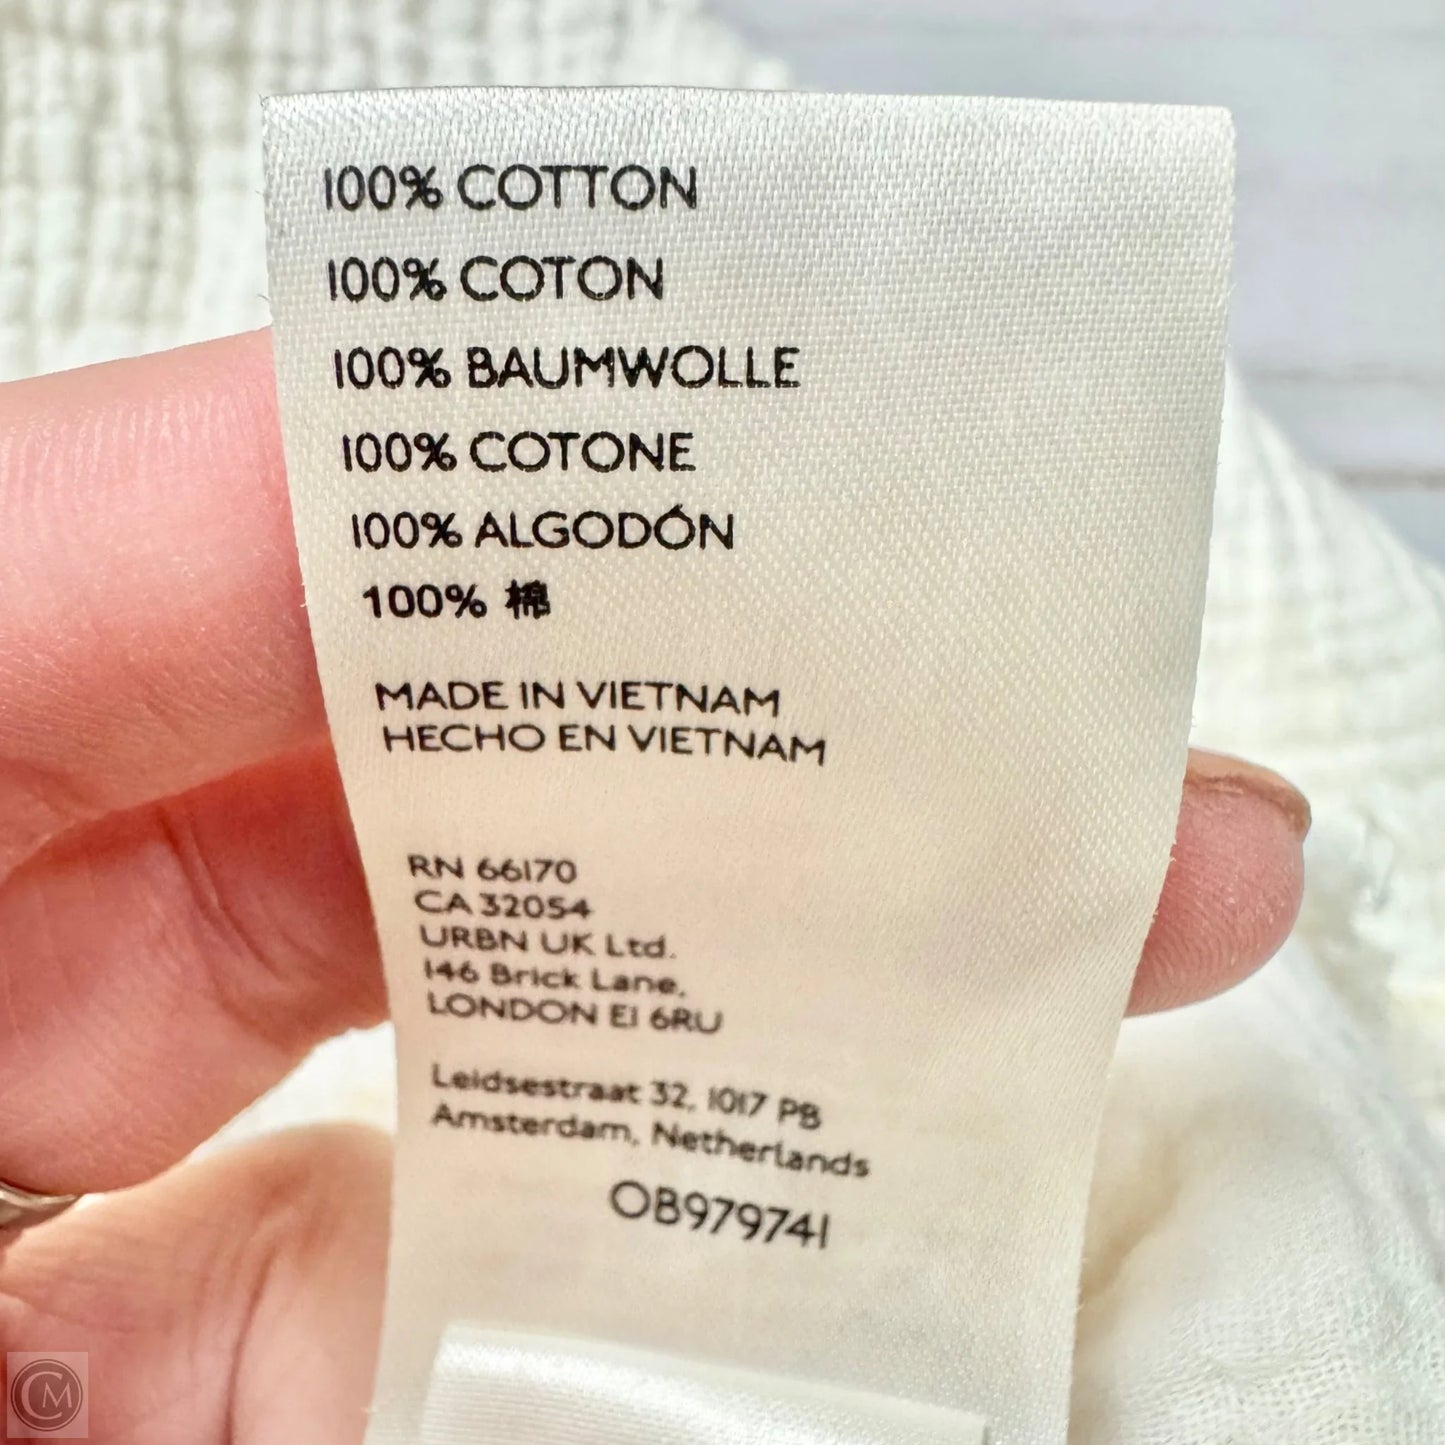 100% COTTON
100% COTON
100% BAUMWOLLE
100% COTONE
100% ALGODÓN
100% 棉
MADE IN VIETNAM
HECHO EN VIETNAM
RN 66170
CA 32054
URBN UK Ltd.
146 Brick Lane,
LONDON E1 6RU
Leidsestraat 32, 1017 PB
Amsterdam, Netherlands
OB979741
CM